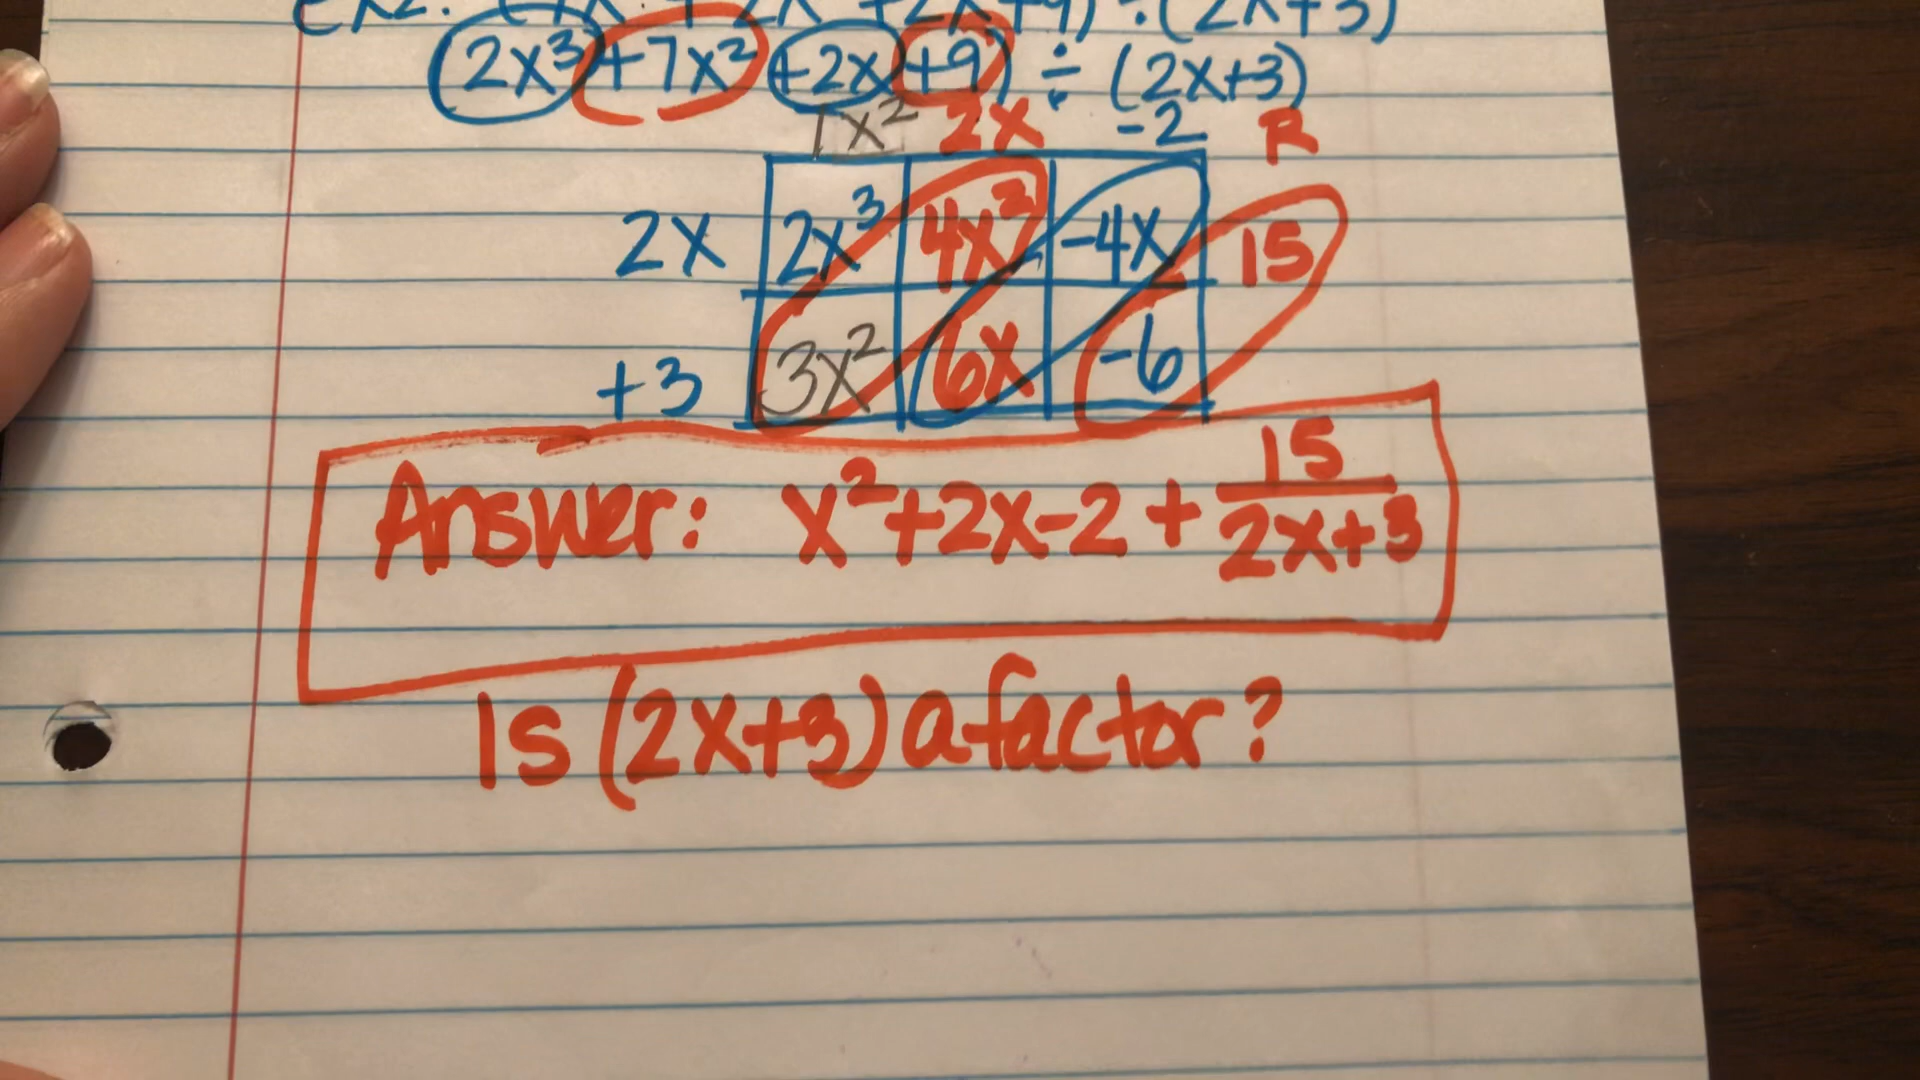 2x³ +7x² +2x +9) ÷ (2x+3)
1x² 2x -2 R
2x 2x³ 4x² -4x 15
+3 3x² 6x -6
Answer: x²+2x-2 + 15/2x+3
Is (2x+3) a factor?